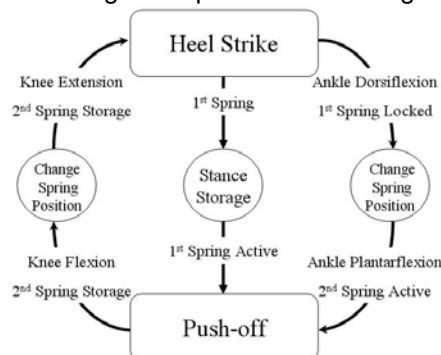 Heel Strike
Knee Extension
2nd Spring Storage
1st Spring
Ankle Dorsiflexion
1st Spring Locked
Change
Spring
Position
Stance
Storage
Change
Spring
Position
Knee Flexion
2nd Spring Storage
1st Spring Active
Ankle Plantarflexion
2nd Spring Active
Push-off